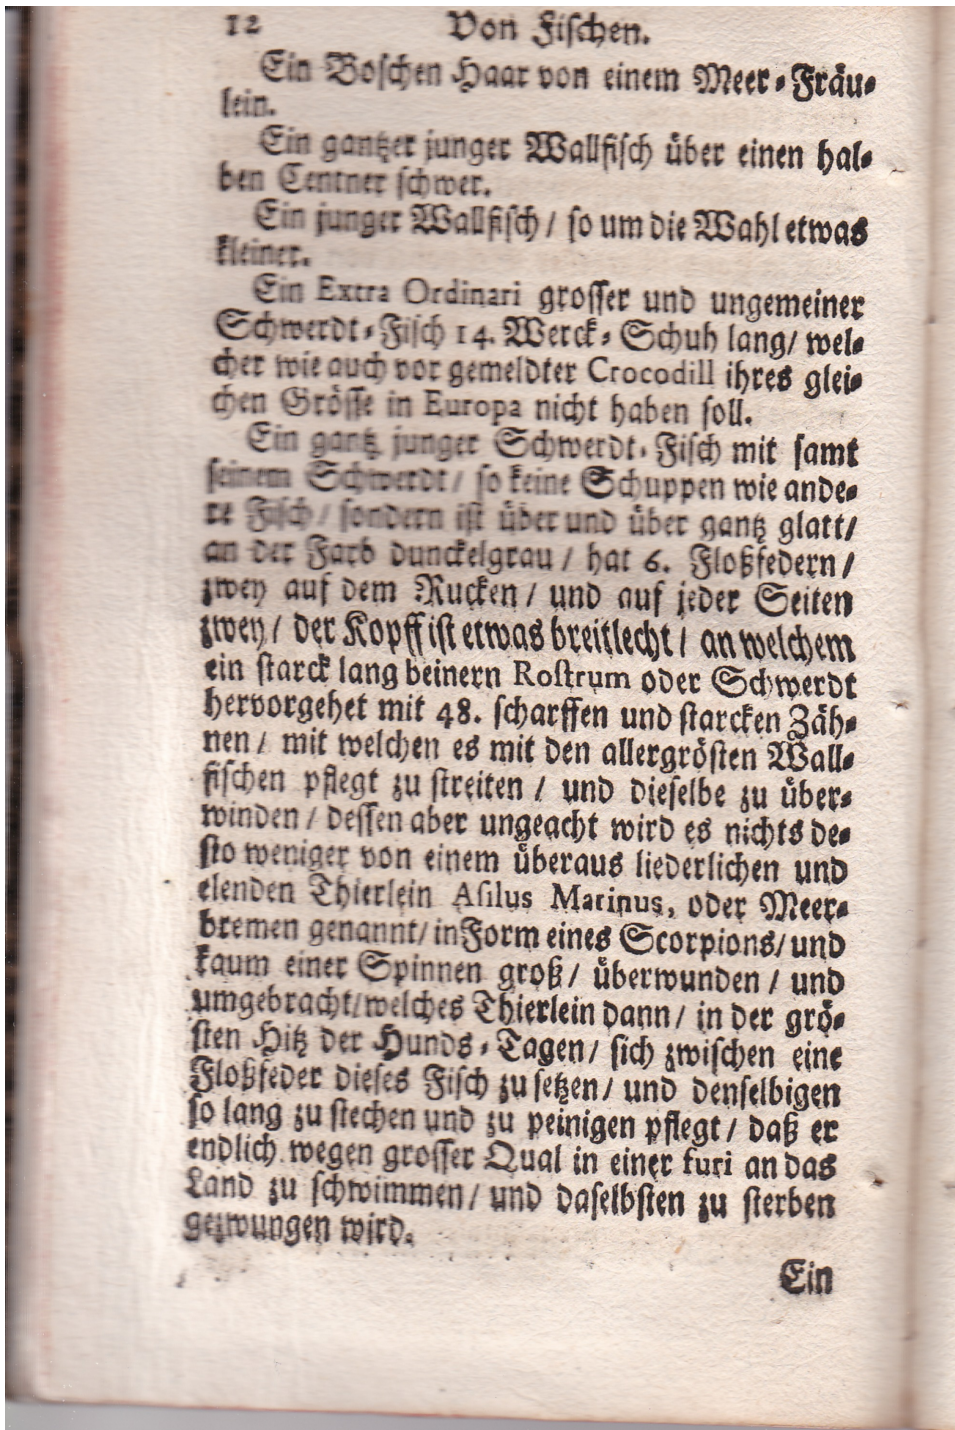 12 Von Fischen.
Ein Boschen Haar von einem Meer-Fräu-
lein.
Ein gantzer junger Wallfisch über einen hal-
ben Centner schwer.
Ein junger Wallfisch / so um die Wahl etwas
kleiner.
Ein Extra Ordinari grosser und ungemeiner
Schwerdt-Fisch 14. Werck-Schuh lang/ wel-
cher wie auch vor gemeldter Crocodill ihres glei-
chen Grösse in Europa nicht haben soll.
Ein gantz junger Schwerdt-Fisch mit samt
seinem Schwerdt / so keine Schuppen wie ande-
re Fisch / sondern ist über und über gantz glatt/
an der Farb dunckelgrau / hat 6. Floßfedern /
zwey auf dem Rucken / und auf jeder Seiten
zwey / der Kopff ist etwas breitlecht / an welchem
ein starck lang beinern Rostrum oder Schwerdt
hervorgehet mit 48. scharffen und starcken Zäh-
nen / mit welchen es mit den allergrösten Wall-
fischen pflegt zu streiten / und dieselbe zu über-
winden / dessen aber ungeacht wird es nichts de-
sto weniger von einem überaus liederlichen und
elenden Thierlein Asilus Marinus, oder Meer-
bremen genannt/ in Form eines Scorpions/ und
kaum einer Spinnen groß / überwunden / und
umgebracht/ welches Thierlein dann / in der grö-
sten Hitz der Hunds-Tagen/ sich zwischen eine
Floßfeder dieses Fisch zu setzen/ und denselbigen
so lang zu stechen und zu peinigen pflegt / daß er
endlich wegen grosser Qual in einer furi an das
Land zu schwimmen / und daselbsten zu sterben
gezwungen wird.
Ein